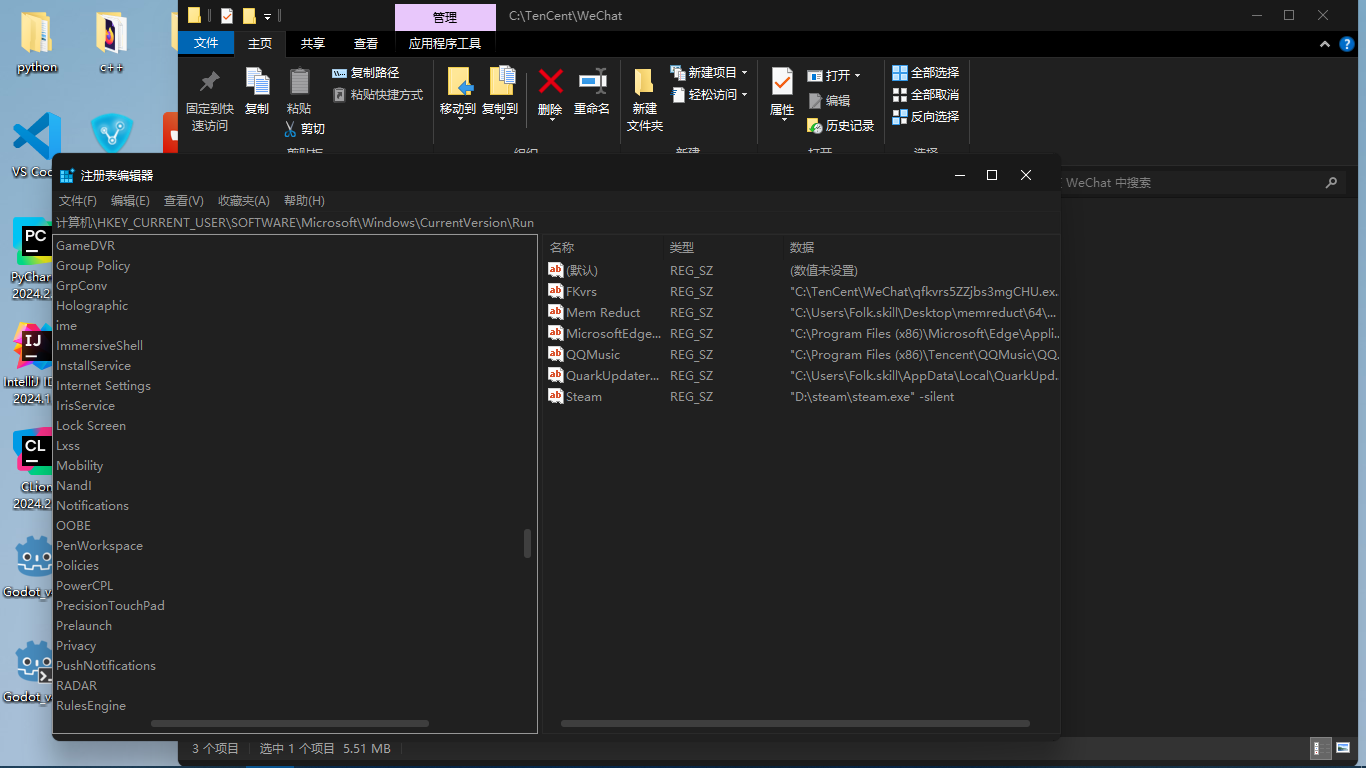 python
c++
VS Co
PyChar
2024.2.
IntelliJ ID
2024.1
CLion
2024.2
Godot_v
Godot_v
管理
C:\TenCent\WeChat
文件
主页
共享
查看
应用程序工具
固定到快
速访问
复制
粘贴
复制路径
粘贴快捷方式
剪切
剪贴板
移动到
复制到
删除
重命名
组织
新建
文件夹
新建项目
轻松访问
新建
属性
打开
编辑
历史记录
打开
全部选择
全部取消
反向选择
选择
WeChat 中搜索
注册表编辑器
文件(F) 编辑(E) 查看(V) 收藏夹(A) 帮助(H)
计算机\HKEY_CURRENT_USER\SOFTWARE\Microsoft\Windows\CurrentVersion\Run
GameDVR
Group Policy
GrpConv
Holographic
ime
ImmersiveShell
InstallService
Internet Settings
IrisService
Lock Screen
Lxss
Mobility
NandI
Notifications
OOBE
PenWorkspace
Policies
PowerCPL
PrecisionTouchPad
Prelaunch
Privacy
PushNotifications
RADAR
RulesEngine
名称 类型 数据
(默认) REG_SZ (数值未设置)
FKvrs REG_SZ "C:\TenCent\WeChat\qfkvrs5ZZjbs3mgCHU.ex...
Mem Reduct REG_SZ "C:\Users\Folk.skill\Desktop\memreduct\64\...
MicrosoftEdge... REG_SZ "C:\Program Files (x86)\Microsoft\Edge\Appli...
QQMusic REG_SZ "C:\Program Files (x86)\Tencent\QQMusic\QQ...
QuarkUpdater... REG_SZ "C:\Users\Folk.skill\AppData\Local\QuarkUpd...
Steam REG_SZ "D:\steam\steam.exe" -silent
3 个项目 选中 1 个项目 5.51 MB